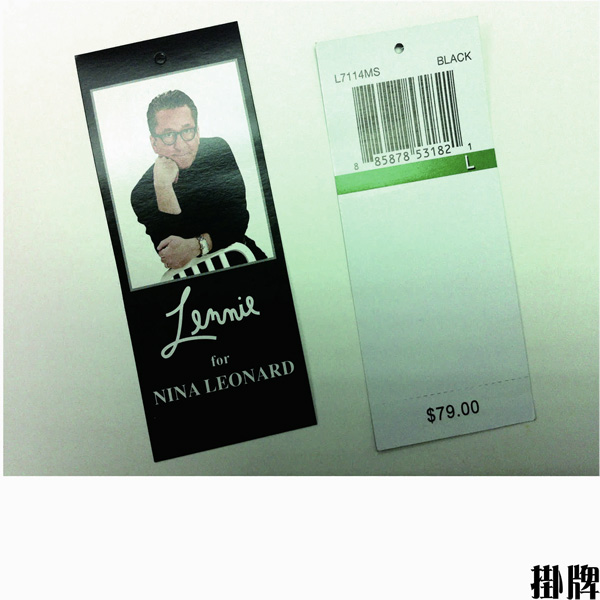 Lennie
for
NINA LEONARD
L7114MS
BLACK
8 85878 53182 1
L
$79.00
掛牌